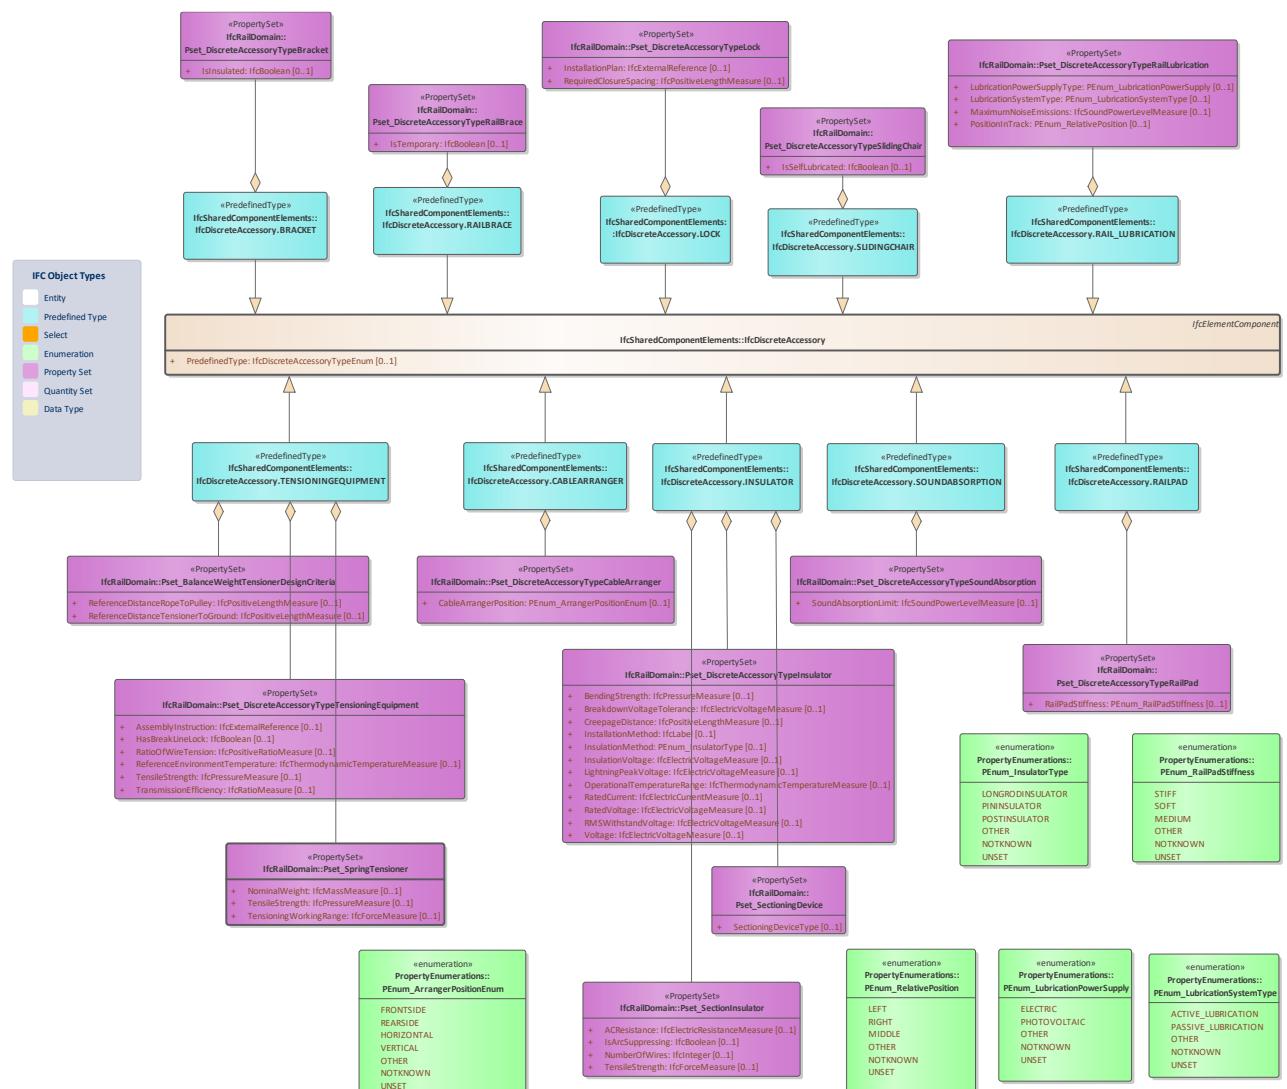 «PropertySet»
IfcRailDomain::
Pset_DiscreteAccessoryTypeBracket
+ IsInsulated: IfcBoolean [0..1]
«PropertySet»
IfcRailDomain::
Pset_DiscreteAccessoryTypeRailBrace
+ IsTemporary: IfcBoolean [0..1]
«PropertySet»
IfcRailDomain::Pset_DiscreteAccessoryTypeLock
+ InstallationPlan: IfcExternalReference [0..1]
+ RequiredClosureSpacing: IfcPositiveLengthMeasure [0..1]
«PropertySet»
IfcRailDomain::
Pset_DiscreteAccessoryTypeSlidingChair
+ IsSelfLubricated: IfcBoolean [0..1]
«PropertySet»
IfcRailDomain::Pset_DiscreteAccessoryTypeRailLubrication
+ LubricationPowerSupplyType: PEnum_LubricationPowerSupply [0..1]
+ LubricationSystemType: PEnum_LubricationSystemType [0..1]
+ MaximumNoiseEmissions: IfcSoundPowerLevelMeasure [0..1]
+ PositionInTrack: PEnum_RelativePosition [0..1]
«PredefinedType»
IfcSharedComponentElements::
IfcDiscreteAccessory.BRACKET
«PredefinedType»
IfcSharedComponentElements::
IfcDiscreteAccessory.RAILBRACE
«PredefinedType»
IfcSharedComponentElements:
:IfcDiscreteAccessory.LOCK
«PredefinedType»
IfcSharedComponentElements::
IfcDiscreteAccessory.SLIDINGCHAIR
«PredefinedType»
IfcSharedComponentElements::
IfcDiscreteAccessory.RAIL_LUBRICATION
IFC Object Types
Entity
Predefined Type
Select
Enumeration
Property Set
Quantity Set
Data Type
IfcElementComponent
IfcSharedComponentElements::IfcDiscreteAccessory
+ PredefinedType: IfcDiscreteAccessoryTypeEnum [0..1]
«PredefinedType»
IfcSharedComponentElements::
IfcDiscreteAccessory.TENSIONINGEQUIPMENT
«PredefinedType»
IfcSharedComponentElements::
IfcDiscreteAccessory.CABLEARRANGER
«PredefinedType»
IfcSharedComponentElements::
IfcDiscreteAccessory.INSULATOR
«PredefinedType»
IfcSharedComponentElements::
IfcDiscreteAccessory.SOUNDABSORPTION
«PredefinedType»
IfcSharedComponentElements::
IfcDiscreteAccessory.RAILPAD
«PropertySet»
IfcRailDomain::Pset_BalanceWeightTensionerDesignCriteria
+ ReferenceDistanceRopeToPulley: IfcPositiveLengthMeasure [0..1]
+ ReferenceDistanceTensionerToGround: IfcPositiveLengthMeasure [0..1]
«PropertySet»
IfcRailDomain::Pset_DiscreteAccessoryTypeCableArranger
+ CableArrangerPosition: PEnum_ArrangerPositionEnum [0..1]
«PropertySet»
IfcRailDomain::Pset_DiscreteAccessoryTypeSoundAbsorption
+ SoundAbsorptionLimit: IfcSoundPowerLevelMeasure [0..1]
«PropertySet»
IfcRailDomain::Pset_DiscreteAccessoryTypeTensioningEquipment
+ AssemblyInstruction: IfcExternalReference [0..1]
+ HasBreakLineLock: IfcBoolean [0..1]
+ RatioOfWireTension: IfcPositiveRatioMeasure [0..1]
+ ReferenceEnvironmentTemperature: IfcThermodynamicTemperatureMeasure [0..1]
+ TensileStrength: IfcPressureMeasure [0..1]
+ TransmissionEfficiency: IfcRatioMeasure [0..1]
«PropertySet»
IfcRailDomain::Pset_DiscreteAccessoryTypeInsulator
+ BendingStrength: IfcPressureMeasure [0..1]
+ BreakdownVoltageTolerance: IfcElectricVoltageMeasure [0..1]
+ CreepageDistance: IfcPositiveLengthMeasure [0..1]
+ InstallationMethod: IfcLabel [0..1]
+ InsulationMethod: PEnum_InsulatorType [0..1]
+ InsulationVoltage: IfcElectricVoltageMeasure [0..1]
+ LightningPeakVoltage: IfcElectricVoltageMeasure [0..1]
+ OperationalTemperatureRange: IfcThermodynamicTemperatureMeasure [0..1]
+ RatedCurrent: IfcElectricCurrentMeasure [0..1]
+ RatedVoltage: IfcElectricVoltageMeasure [0..1]
+ RMSWithstandVoltage: IfcElectricVoltageMeasure [0..1]
+ Voltage: IfcElectricVoltageMeasure [0..1]
«PropertySet»
IfcRailDomain::
Pset_DiscreteAccessoryTypeRailPad
+ RailPadStiffness: PEnum_RailPadStiffness [0..1]
«enumeration»
PropertyEnumerations::
PEnum_InsulatorType
LONGRODINSULATOR
PININSULATOR
POSTINSULATOR
OTHER
NOTKNOWN
UNSET
«enumeration»
PropertyEnumerations::
PEnum_RailPadStiffness
STIFF
SOFT
MEDIUM
OTHER
NOTKNOWN
UNSET
«PropertySet»
IfcRailDomain::Pset_SpringTensioner
+ NominalWeight: IfcMassMeasure [0..1]
+ TensileStrength: IfcPressureMeasure [0..1]
+ TensioningWorkingRange: IfcForceMeasure [0..1]
«PropertySet»
IfcRailDomain::
Pset_SectioningDevice
+ SectioningDeviceType [0..1]
«enumeration»
PropertyEnumerations::
PEnum_ArrangerPositionEnum
FRONTSIDE
REARSIDE
HORIZONTAL
VERTICAL
OTHER
NOTKNOWN
UNSET
«PropertySet»
IfcRailDomain::Pset_SectionInsulator
+ ACResistance: IfcElectricResistanceMeasure [0..1]
+ IsArcSuppressing: IfcBoolean [0..1]
+ NumberOfWires: IfcInteger [0..1]
+ TensileStrength: IfcForceMeasure [0..1]
«enumeration»
PropertyEnumerations::
PEnum_RelativePosition
LEFT
RIGHT
MIDDLE
OTHER
NOTKNOWN
UNSET
«enumeration»
PropertyEnumerations::
PEnum_LubricationPowerSupply
ELECTRIC
PHOTOVOLTAIC
OTHER
NOTKNOWN
UNSET
«enumeration»
PropertyEnumerations::
PEnum_LubricationSystemType
ACTIVE_LUBRICATION
PASSIVE_LUBRICATION
OTHER
NOTKNOWN
UNSET